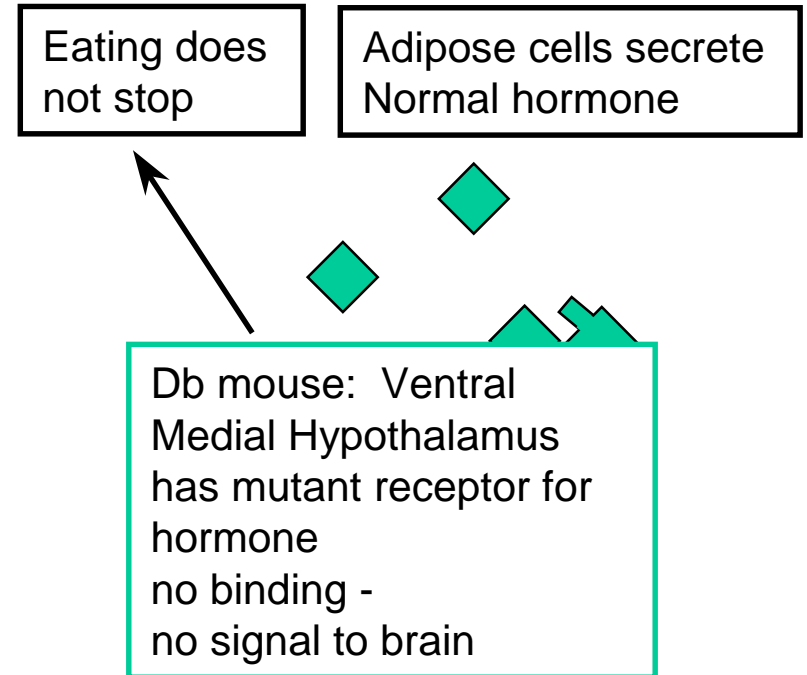 Eating does
not stop
Adipose cells secrete
Normal hormone
Db mouse:  Ventral
Medial Hypothalamus
has mutant receptor for
hormone
no binding -
no signal to brain